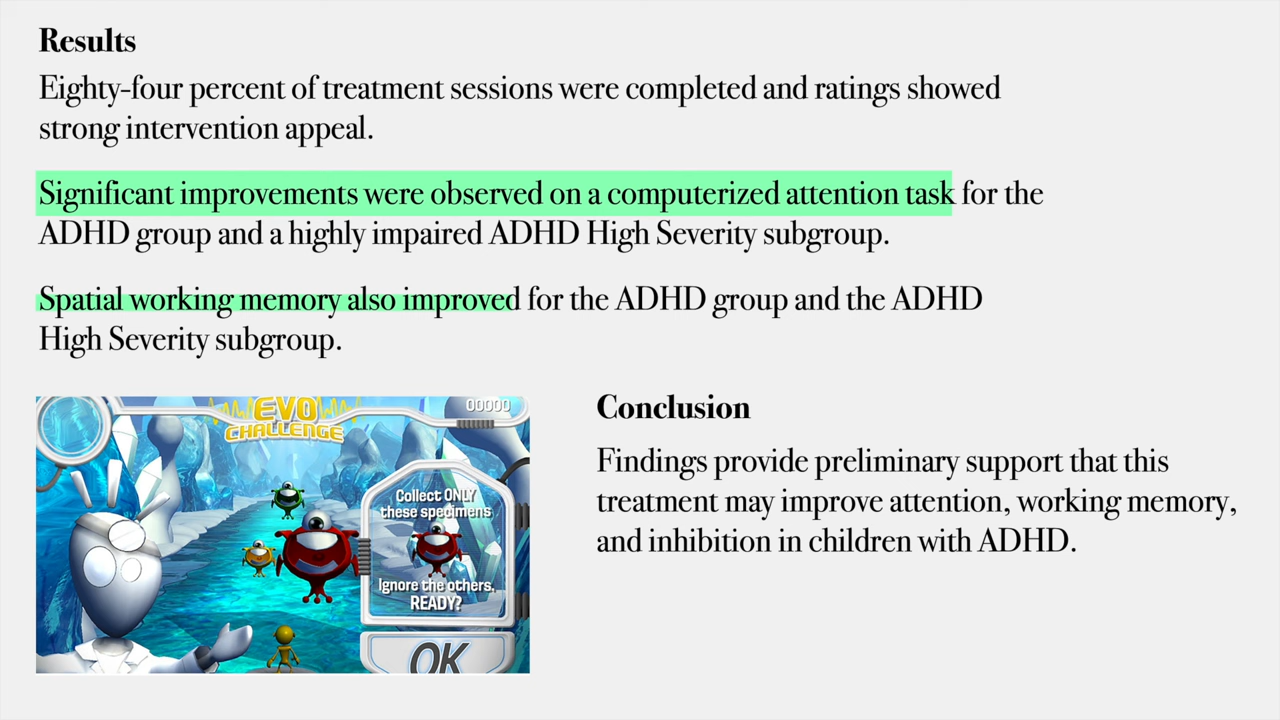 Results
Eighty-four percent of treatment sessions were completed and ratings showed
strong intervention appeal.
Significant improvements were observed on a computerized attention task for the
ADHD group and a highly impaired ADHD High Severity subgroup.
Spatial working memory also improved for the ADHD group and the ADHD
High Severity subgroup.
EVO
CHALLENGE
00000
Collect ONLY
these specimens
Ignore the others.
READY?
OK
Conclusion
Findings provide preliminary support that this
treatment may improve attention, working memory,
and inhibition in children with ADHD.